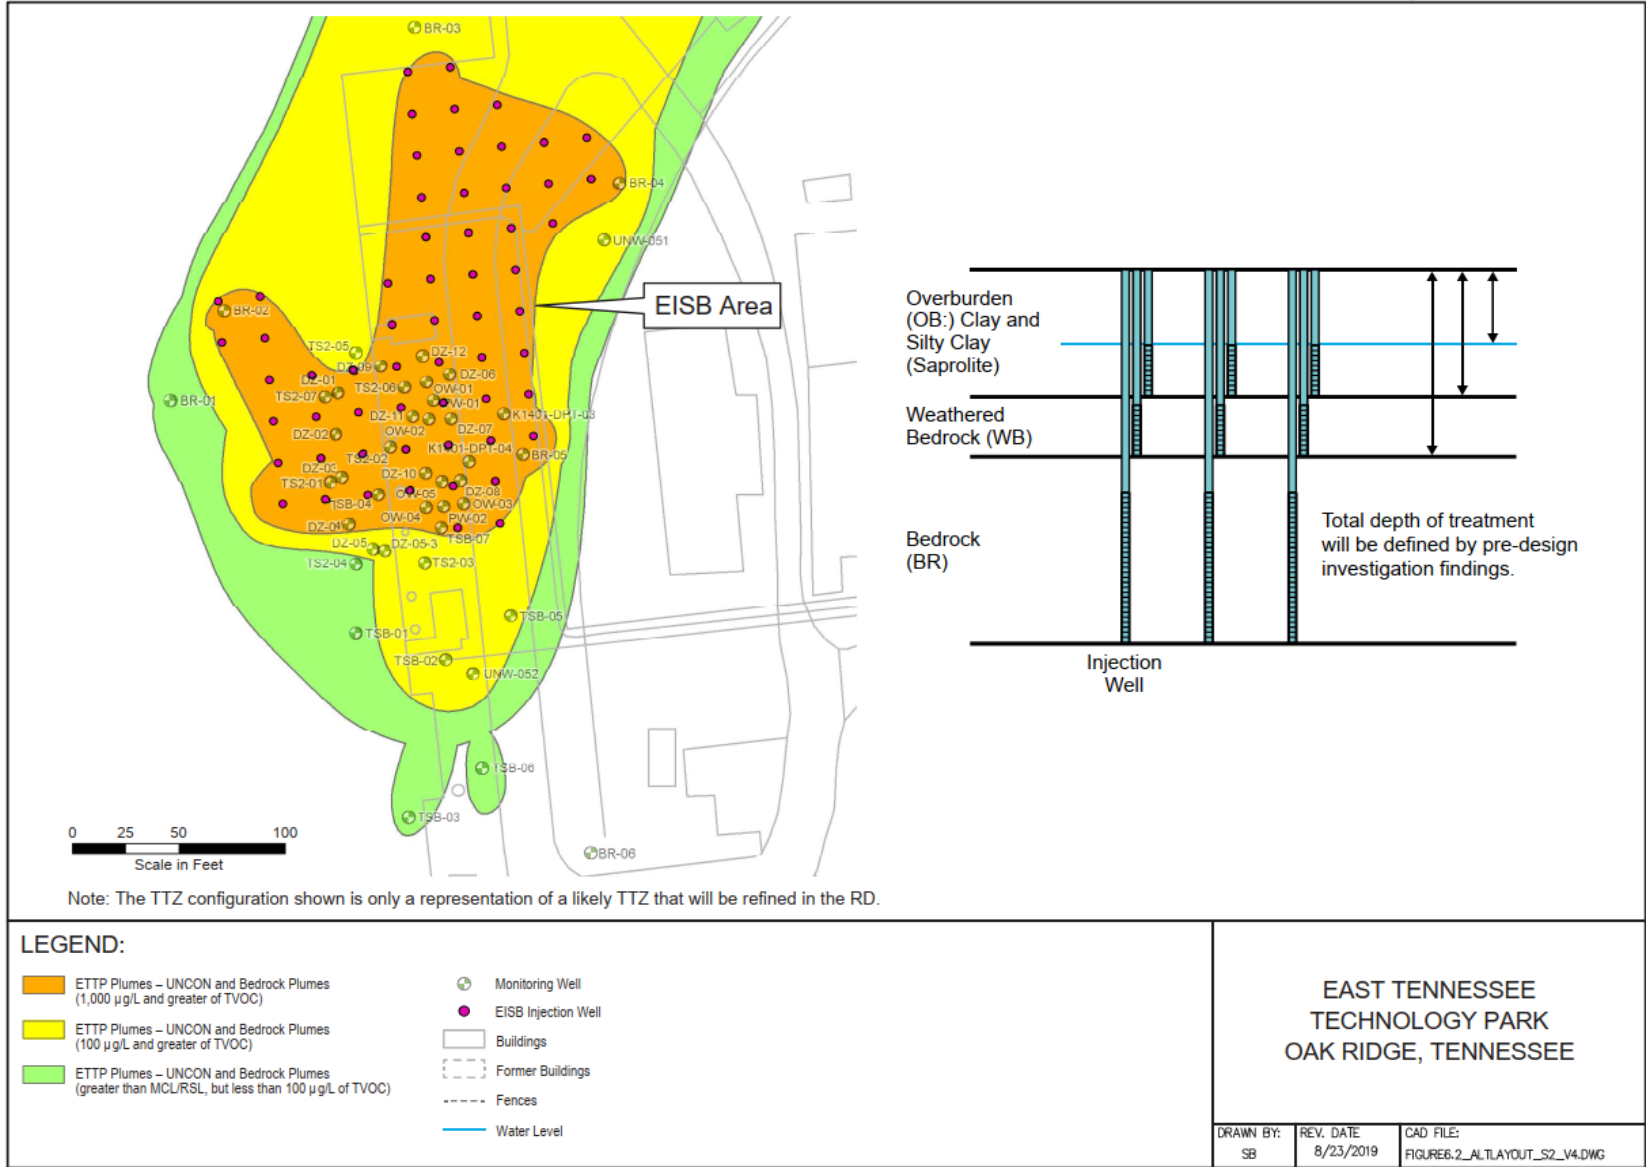 BR-03
BR-04
UNW-051
EISB Area
BR-02
TS2-05
DZ-12
DZ-09
DZ-06
DZ-01
TS2-06
OW-01
TS2-07
PW-01
BR-01
DZ-11
K1401-DPT-03
DZ-02
OW-02
DZ-07
K1401-DPT-04
TS2-02
BR-05
DZ-03
DZ-10
TS2-01
OW-05
DZ-08
TSB-04
OW-03
OW-04
PW-02
DZ-04
TSB-07
DZ-05
DZ-05-3
TS2-04
TS2-03
TSB-05
TSB-01
TSB-02
UNW-052
TSB-06
TSB-03
BR-06
0 25 50 100
Scale in Feet
Note: The TTZ configuration shown is only a representation of a likely TTZ that will be refined in the RD.
Overburden
(OB:) Clay and
Silty Clay
(Saprolite)
Weathered
Bedrock (WB)
Bedrock
(BR)
Total depth of treatment
will be defined by pre-design
investigation findings.
Injection
Well
LEGEND:
ETTP Plumes – UNCON and Bedrock Plumes
(1,000 µg/L and greater of TVOC)
ETTP Plumes – UNCON and Bedrock Plumes
(100 µg/L and greater of TVOC)
ETTP Plumes – UNCON and Bedrock Plumes
(greater than MCL/RSL, but less than 100 µg/L of TVOC)
Monitoring Well
EISB Injection Well
Buildings
Former Buildings
Fences
Water Level
EAST TENNESSEE
TECHNOLOGY PARK
OAK RIDGE, TENNESSEE
DRAWN BY:
SB
REV. DATE
8/23/2019
CAD FILE:
FIGURE6.2_ALTLAYOUT_S2_V4.DWG